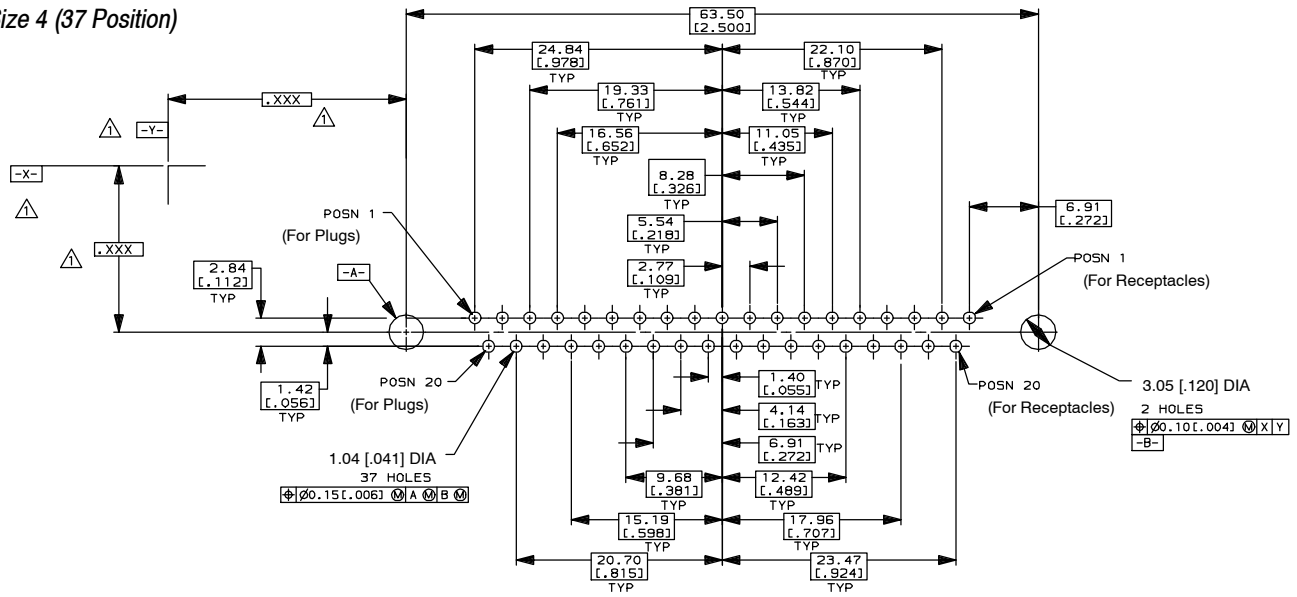 ize 4 (37 Position)
63.50
[2.500]
24.84
[.978]
TYP
22.10
[.870]
TYP
.XXX
1
19.33
[.761]
TYP
13.82
[.544]
TYP
1
-Y-
16.56
[.652]
TYP
11.05
[.435]
TYP
-X-
1
8.28
[.326]
TYP
6.91
[.272]
POSN 1
(For Plugs)
5.54
[.218]
TYP
1
.XXX
2.84
[.112]
TYP
-A-
2.77
[.109]
TYP
POSN 1
(For Receptacles)
1.42
[.056]
TYP
POSN 20
(For Plugs)
1.40
[.055]
TYP
POSN 20
(For Receptacles)
3.05 [.120] DIA
2 HOLES
⌖ Ø0.10[.004] Ⓜ X Y
-B-
4.14
[.163]
TYP
6.91
[.272]
TYP
1.04 [.041] DIA
37 HOLES
⌖ Ø0.15[.006] Ⓜ A Ⓜ B Ⓜ
9.68
[.381]
TYP
12.42
[.489]
TYP
15.19
[.598]
TYP
17.96
[.707]
TYP
20.70
[.815]
TYP
23.47
[.924]
TYP